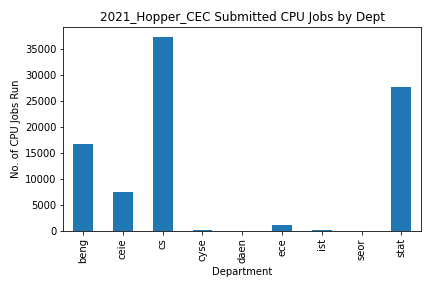 2021_Hopper_CEC Submitted CPU Jobs by Dept
No. of CPU Jobs Run
35000
30000
25000
20000
15000
10000
5000
0
beng
ceie
cs
cyse
daen
ece
ist
seor
stat
Department